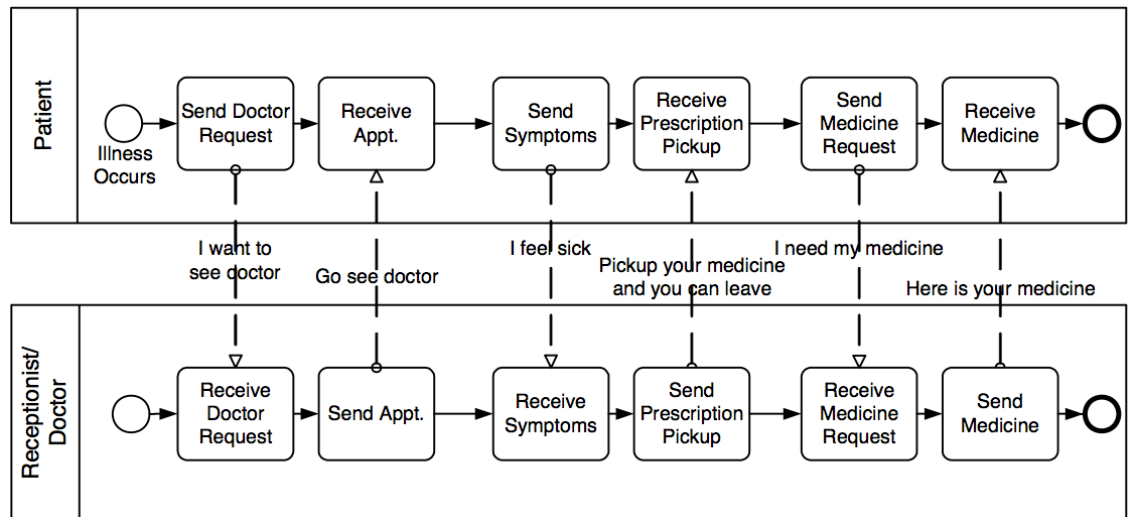 Patient
Illness
Occurs
Send Doctor
Request
Receive
Appt.
Send
Symptoms
Receive
Prescription
Pickup
Send
Medicine
Request
Receive
Medicine
I want to
see doctor
Go see doctor
I feel sick
Pickup your medicine
and you can leave
I need my medicine
Here is your medicine
Receptionist/
Doctor
Receive
Doctor
Request
Send Appt.
Receive
Symptoms
Send
Prescription
Pickup
Receive
Medicine
Request
Send
Medicine